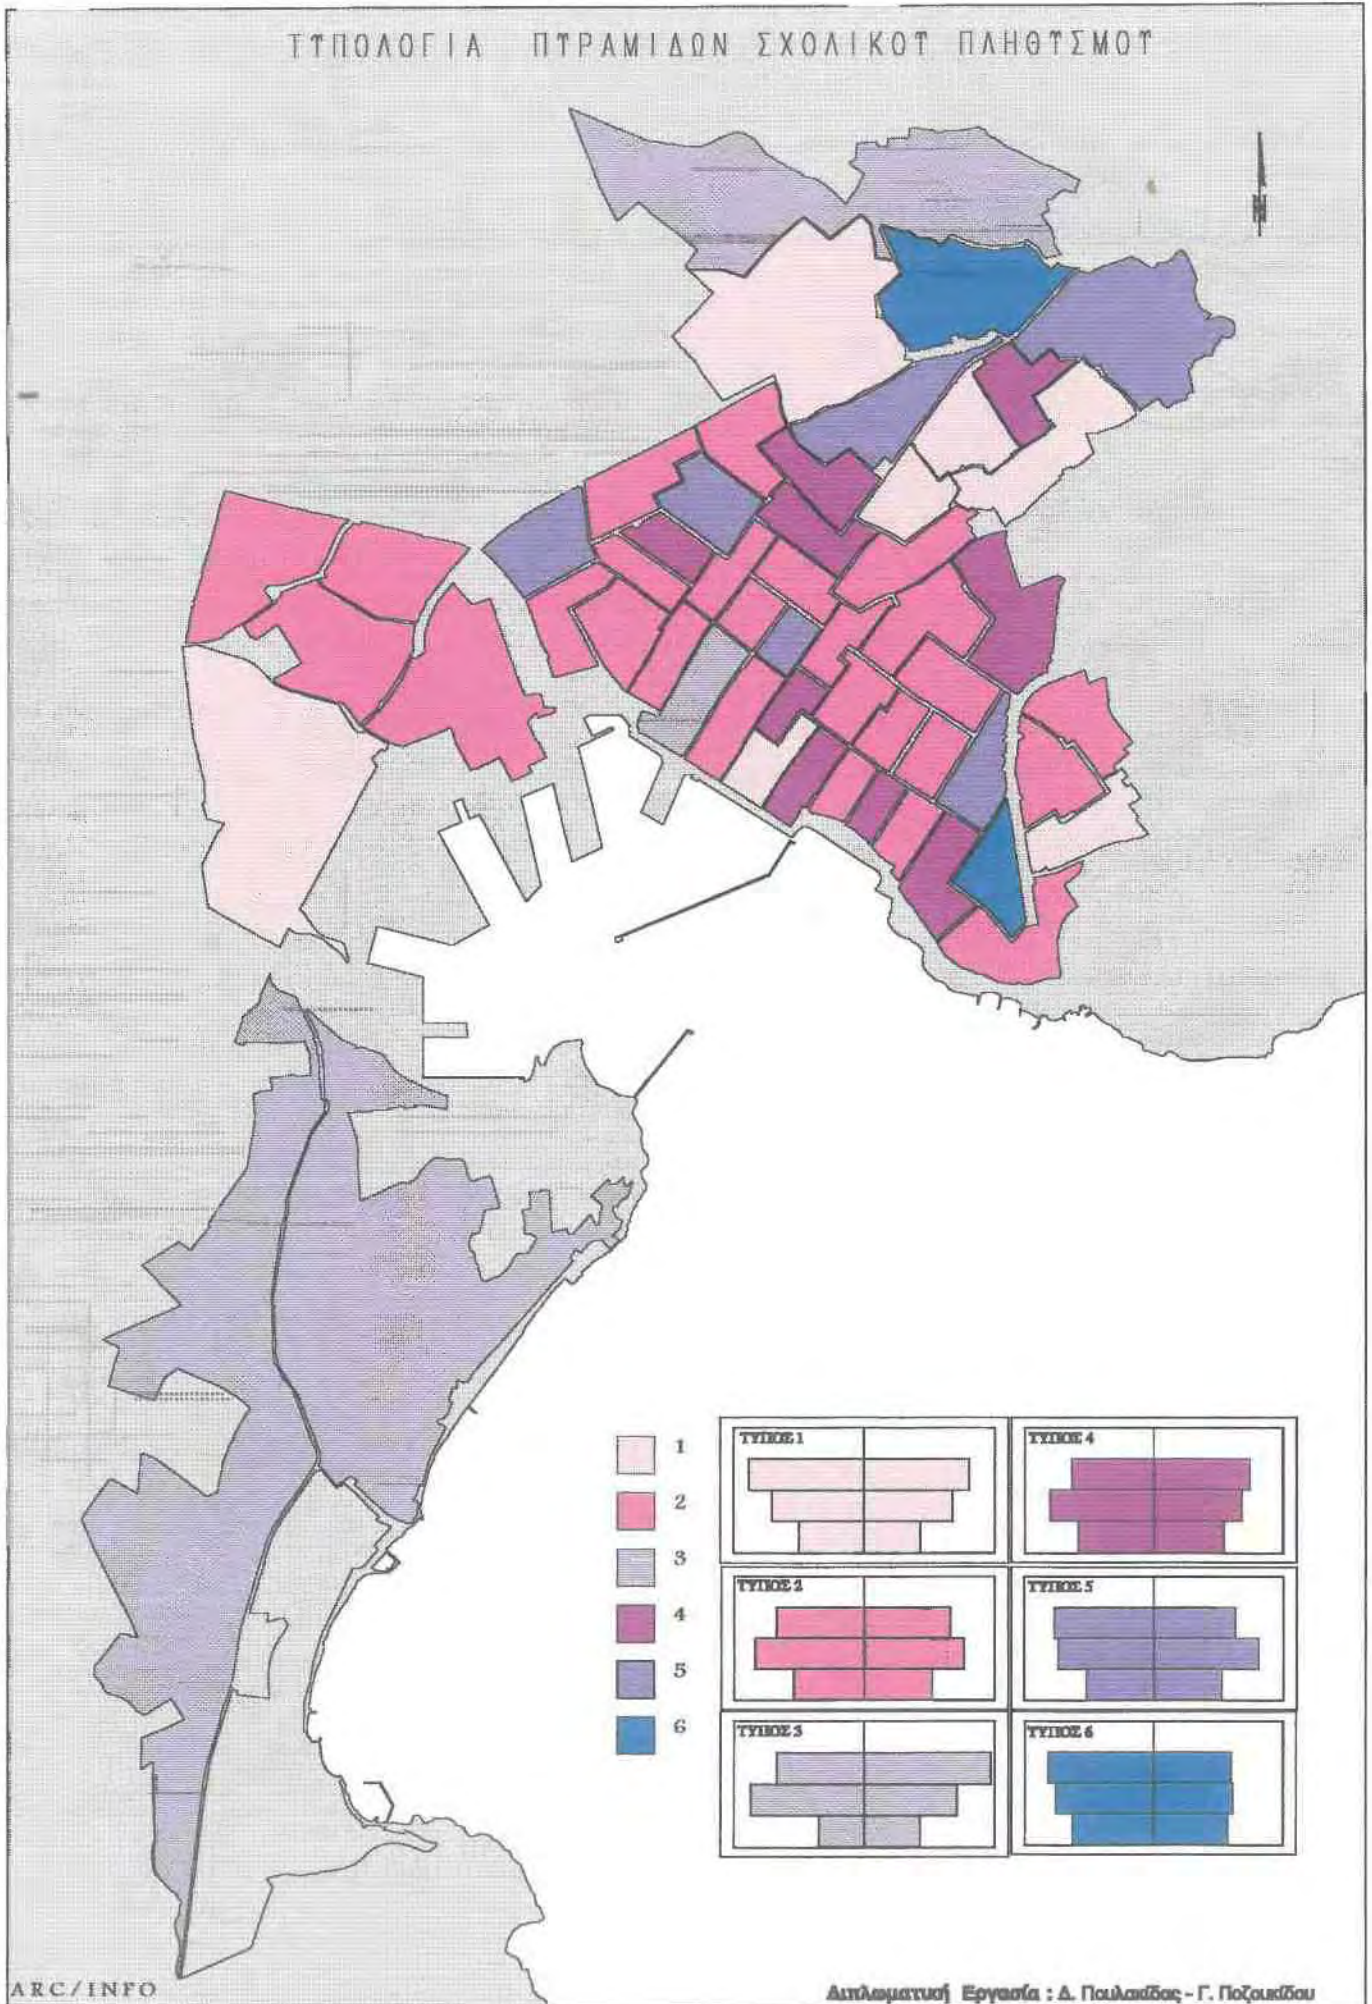 ΤΥΠΟΛΟΓΙΑ ΠΥΡΑΜΙΔΩΝ ΣΧΟΛΙΚΟΥ ΠΛΗΘΥΣΜΟΥ
N
1
2
3
4
5
6
ΤΥΠΟΣ 1
ΤΥΠΟΣ 4
ΤΥΠΟΣ 2
ΤΥΠΟΣ 5
ΤΥΠΟΣ 3
ΤΥΠΟΣ 6
ARC/INFO
Διπλωματική Εργασία : Δ. Πουλακίδας - Γ. Ποζουκίδου